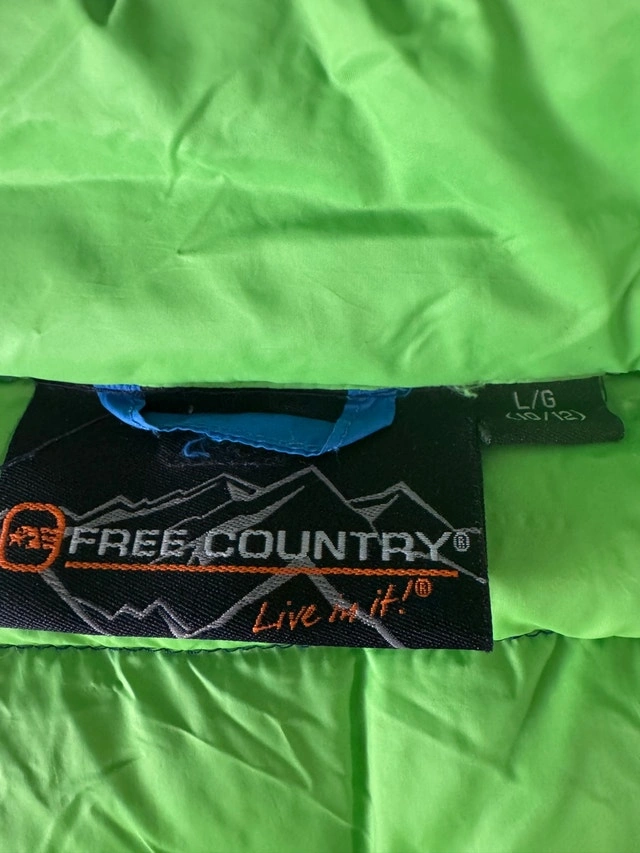 L/G
(10/12)
FREE COUNTRY®
Live in it!®